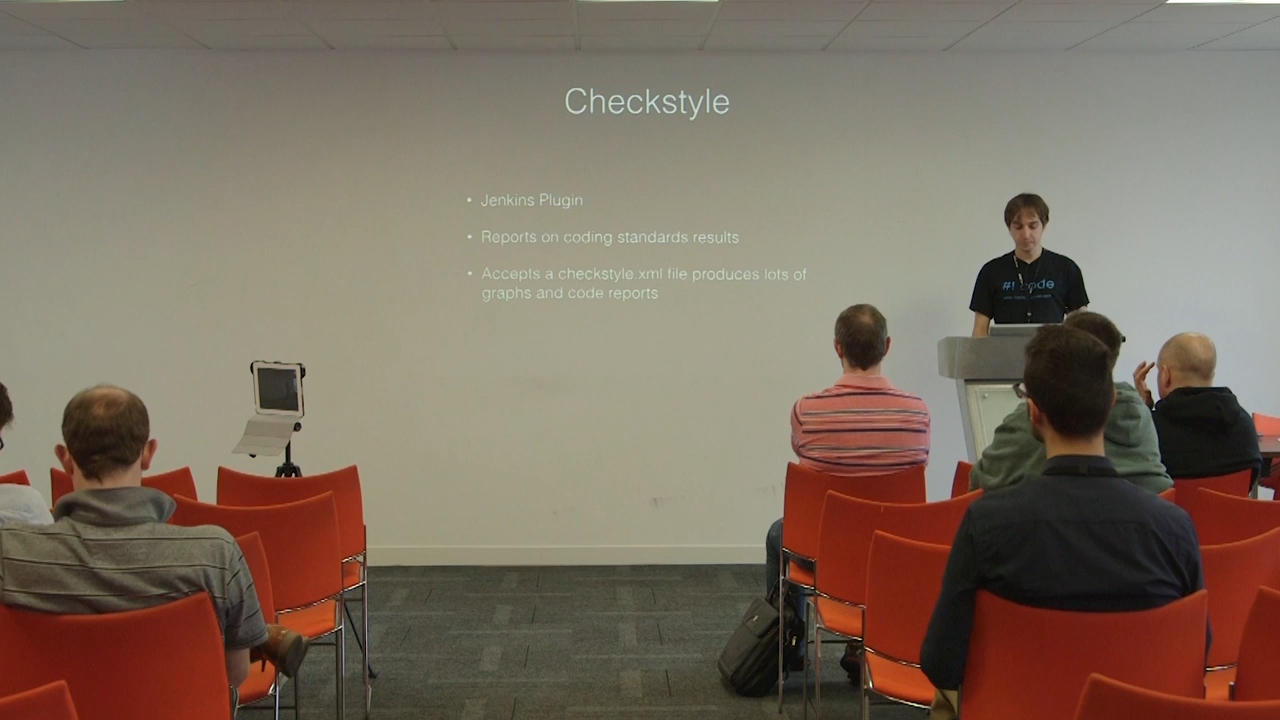 Checkstyle
• Jenkins Plugin
• Reports on coding standards results
• Accepts a checkstyle.xml file produces lots of
graphs and code reports
#! code